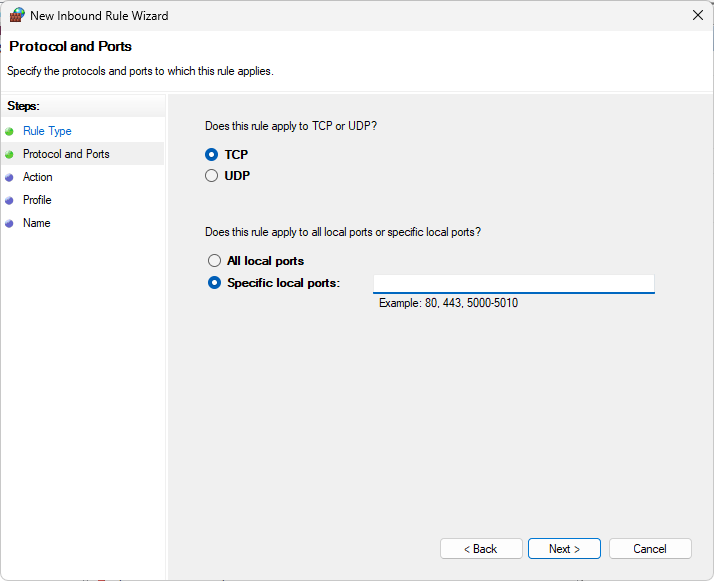 New Inbound Rule Wizard
Protocol and Ports
Specify the protocols and ports to which this rule applies.
Steps:
Rule Type
Protocol and Ports
Action
Profile
Name
Does this rule apply to TCP or UDP?
TCP
UDP
Does this rule apply to all local ports or specific local ports?
All local ports
Specific local ports:
Example: 80, 443, 5000-5010
< Back
Next >
Cancel